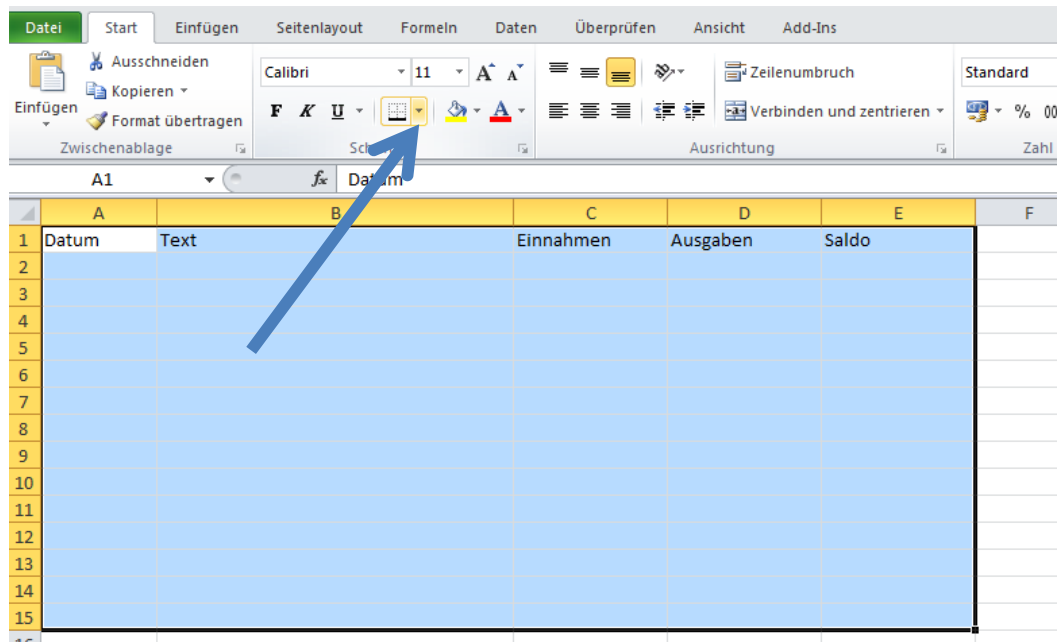 Datei Start Einfügen Seitenlayout Formeln Daten Überprüfen Ansicht Add-Ins
Einfügen
Ausschneiden
Kopieren
Format übertragen
Zwischenablage
Calibri 11 A A
F K U A
Zeilenumbruch
Verbinden und zentrieren
Ausrichtung
Standard
% 00
Zahl
A1 fx Datum
A B C D E F
1 Datum Text Einnahmen Ausgaben Saldo
2
3
4
5
6
7
8
9
10
11
12
13
14
15